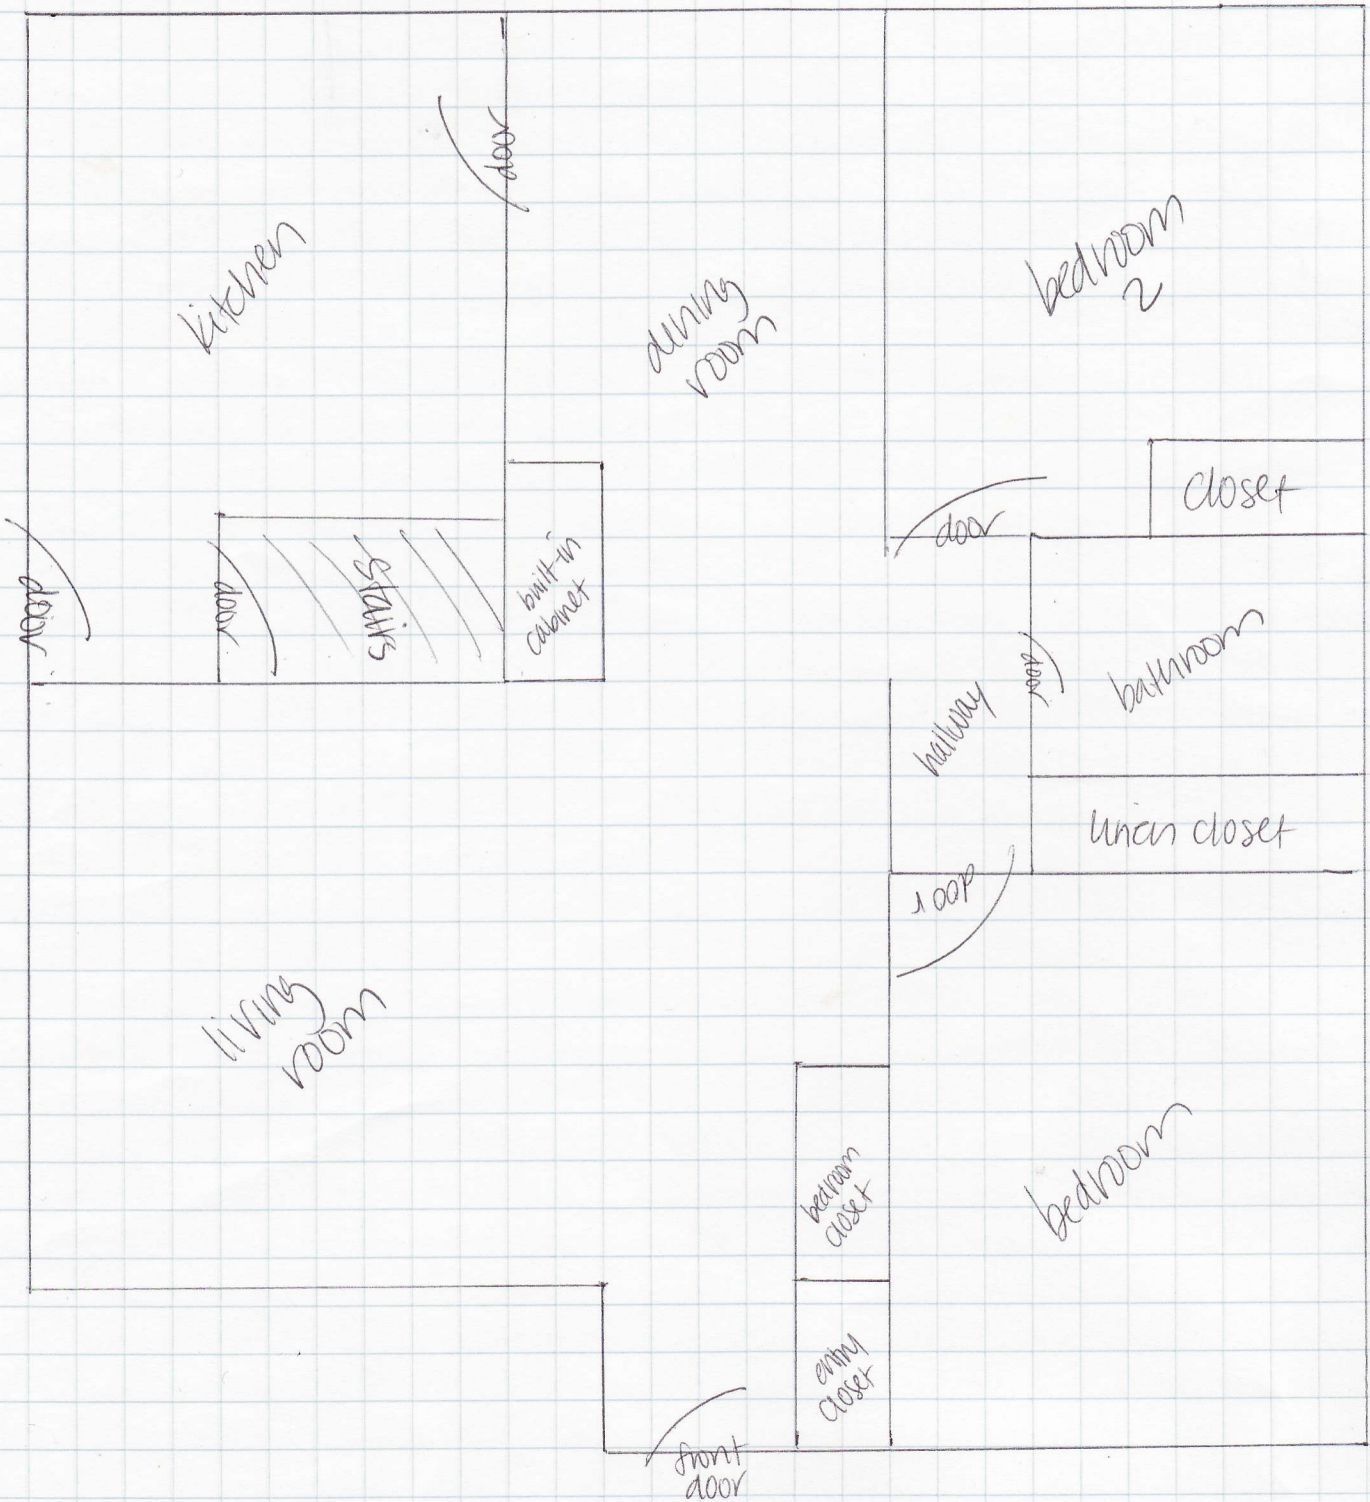 door
kitchen
dining
room
bedroom
2
closet
door
door
door
stairs
built-in
cabinet
door
bathroom
hallway
linen closet
door
living
room
bedroom
closet
bedroom
entry
closet
front
door